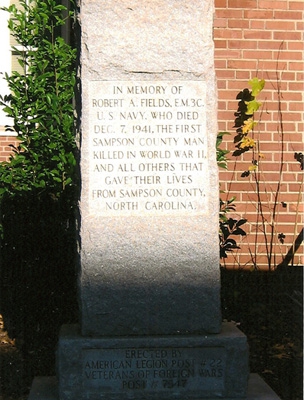 IN MEMORY OF
ROBERT A. FIELDS, E.M.3C.
U. S. NAVY, WHO DIED
DEC. 7, 1941, THE FIRST
SAMPSON COUNTY MAN
KILLED IN WORLD WAR II,
AND ALL OTHERS THAT
GAVE THEIR LIVES
FROM SAMPSON COUNTY,
NORTH CAROLINA.
ERECTED BY
AMERICAN LEGION POST
VETERANS OF FOREIGN WARS
POST